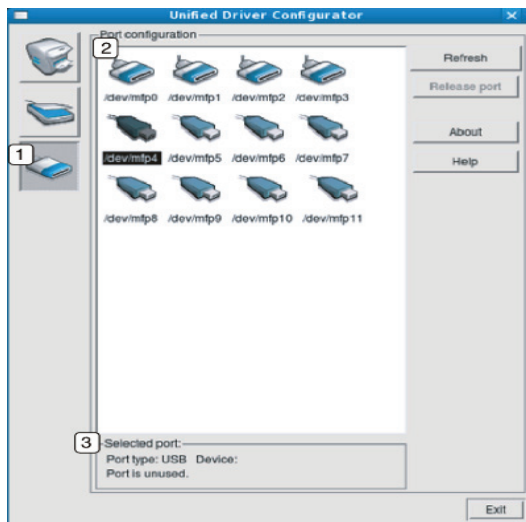 Unified Driver Configurator
Port configuration
1
2
3
/dev/mfp0 /dev/mfp1 /dev/mfp2 /dev/mfp3
/dev/mfp4 /dev/mfp5 /dev/mfp6 /dev/mfp7
/dev/mfp8 /dev/mfp9 /dev/mfp10 /dev/mfp11
Refresh
Release port
About
Help
Selected port:
Port type: USB Device:
Port is unused.
Exit